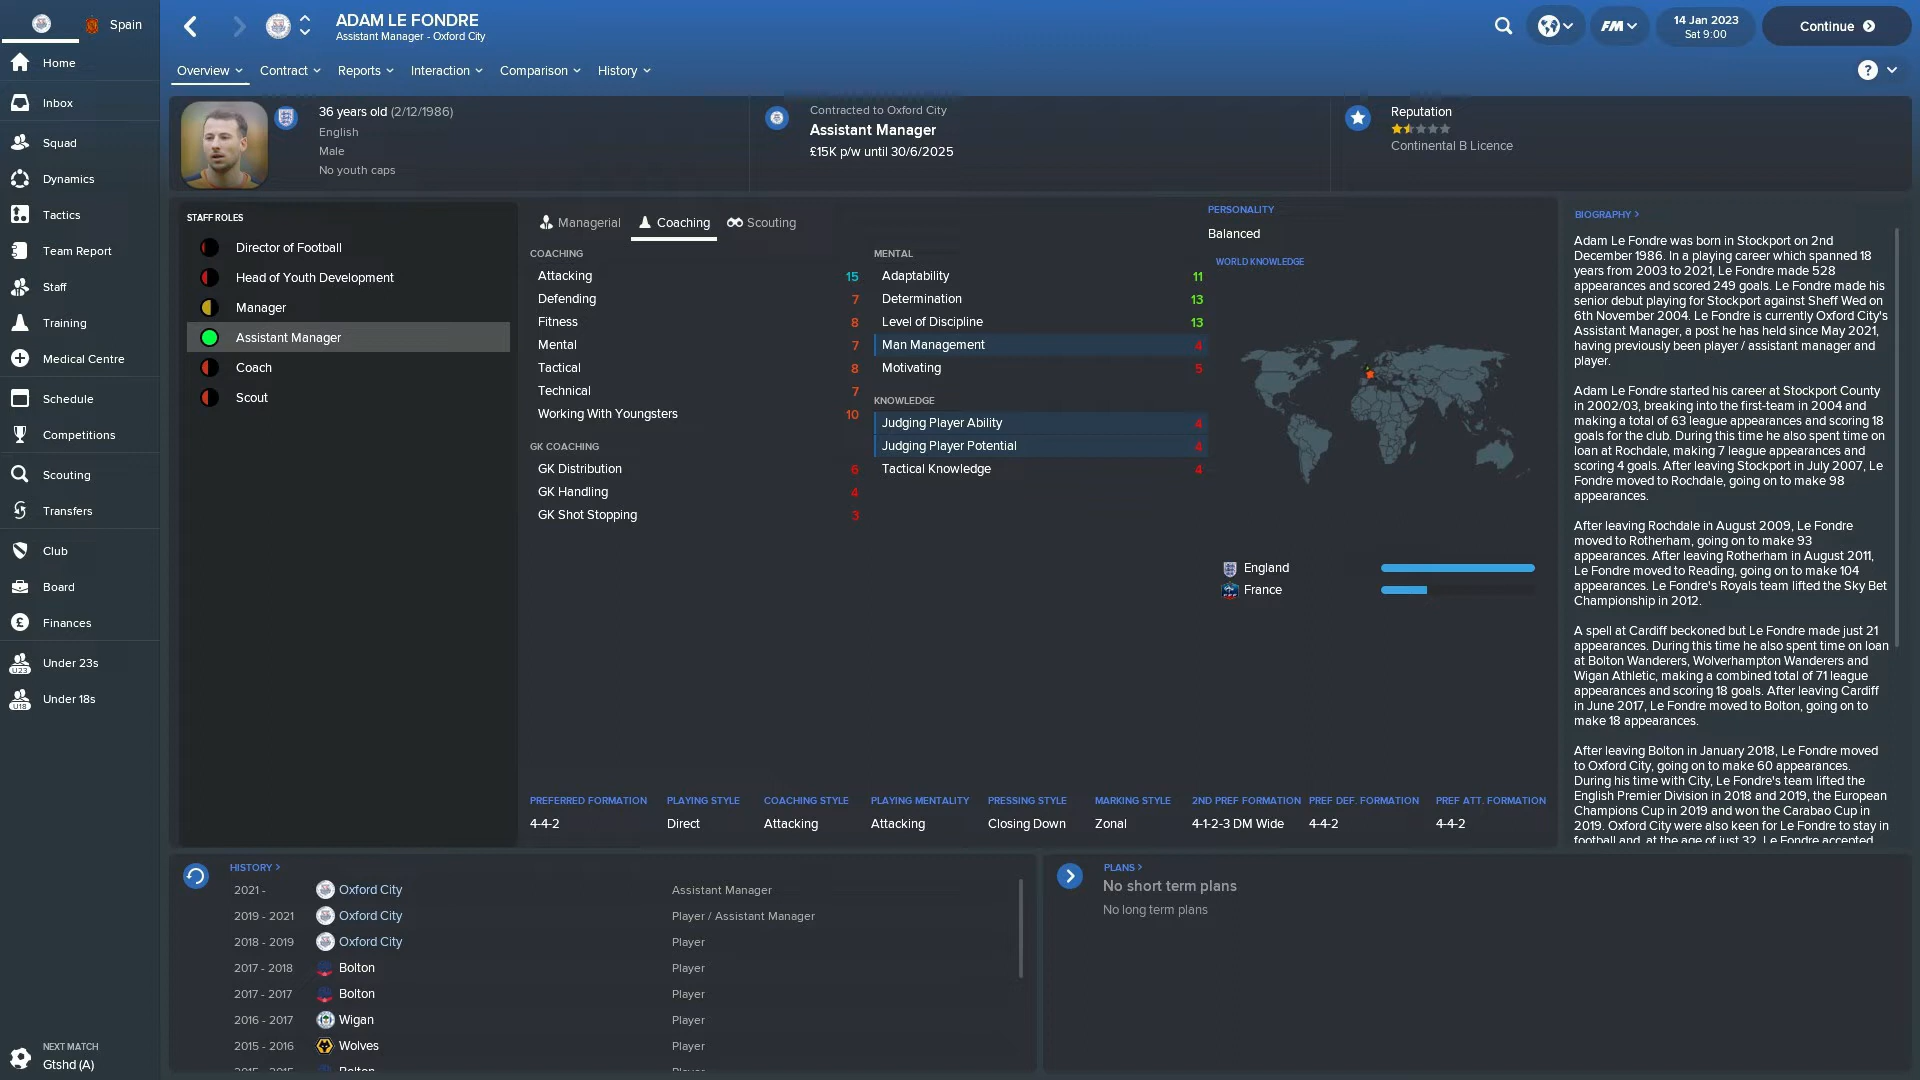 Spain
ADAM LE FONDRE
Assistant Manager - Oxford City
FM
14 Jan 2023
Sat 9:00
Continue
Overview
Contract
Reports
Interaction
Comparison
History
?
Home
Inbox
Squad
Dynamics
Tactics
Team Report
Staff
Training
Medical Centre
Schedule
Competitions
Scouting
Transfers
Club
Board
Finances
Under 23s
U23
Under 18s
U18
NEXT MATCH
Gtshd (A)
36 years old (2/12/1986)
English
Male
No youth caps
Contracted to Oxford City
Assistant Manager
£15K p/w until 30/6/2025
Reputation
Continental B Licence
STAFF ROLES
Director of Football
Head of Youth Development
Manager
Assistant Manager
Coach
Scout
Managerial
Coaching
Scouting
COACHING
Attacking 15
Defending 7
Fitness 8
Mental 7
Tactical 8
Technical 7
Working With Youngsters 10
GK COACHING
GK Distribution 6
GK Handling 4
GK Shot Stopping 3
MENTAL
Adaptability 11
Determination 13
Level of Discipline 13
Man Management 4
Motivating 5
KNOWLEDGE
Judging Player Ability 4
Judging Player Potential 4
Tactical Knowledge 4
PERSONALITY
Balanced
WORLD KNOWLEDGE
England
France
PREFERRED FORMATION
4-4-2
PLAYING STYLE
Direct
COACHING STYLE
Attacking
PLAYING MENTALITY
Attacking
PRESSING STYLE
Closing Down
MARKING STYLE
Zonal
2ND PREF FORMATION
4-1-2-3 DM Wide
PREF DEF. FORMATION
4-4-2
PREF ATT. FORMATION
4-4-2
BIOGRAPHY >
Adam Le Fondre was born in Stockport on 2nd
December 1986. In a playing career which spanned 18
years from 2003 to 2021, Le Fondre made 528
appearances and scored 249 goals. Le Fondre made his
senior debut playing for Stockport against Sheff Wed on
6th November 2004. Le Fondre is currently Oxford City's
Assistant Manager, a post he has held since May 2021,
having previously been player / assistant manager and
player.
Adam Le Fondre started his career at Stockport County
in 2002/03, breaking into the first-team in 2004 and
making a total of 63 league appearances and scoring 18
goals for the club. During this time he also spent time on
loan at Rochdale, making 7 league appearances and
scoring 4 goals. After leaving Stockport in July 2007, Le
Fondre moved to Rochdale, going on to make 98
appearances.
After leaving Rochdale in August 2009, Le Fondre
moved to Rotherham, going on to make 93
appearances. After leaving Rotherham in August 2011,
Le Fondre moved to Reading, going on to make 104
appearances. Le Fondre's Royals team lifted the Sky Bet
Championship in 2012.
A spell at Cardiff beckoned but Le Fondre made just 21
appearances. During this time he also spent time on loan
at Bolton Wanderers, Wolverhampton Wanderers and
Wigan Athletic, making a combined total of 71 league
appearances and scoring 18 goals. After leaving Cardiff
in June 2017, Le Fondre moved to Bolton, going on to
make 18 appearances.
After leaving Bolton in January 2018, Le Fondre moved
to Oxford City, going on to make 60 appearances.
During his time with City, Le Fondre's team lifted the
English Premier Division in 2018 and 2019, the European
Champions Cup in 2019 and won the Carabao Cup in
2019. Oxford City were also keen for Le Fondre to stay in
football and, at the age of just 32, Le Fondre accepted
HISTORY >
2021 - Oxford City Assistant Manager
2019 - 2021 Oxford City Player / Assistant Manager
2018 - 2019 Oxford City Player
2017 - 2018 Bolton Player
2017 - 2017 Bolton Player
2016 - 2017 Wigan Player
2015 - 2016 Wolves Player
2015 - 2015 Bolton Player
PLANS >
No short term plans
No long term plans